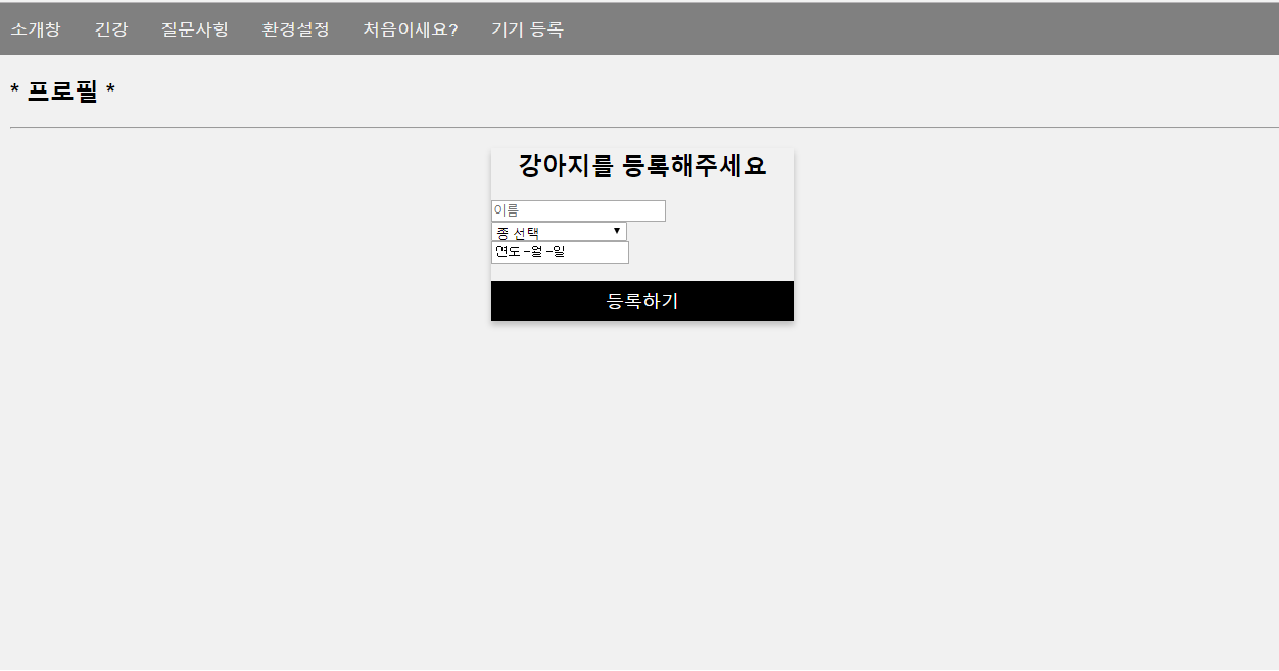 소개창 건강 질문사항 환경설정 처음이세요? 기기 등록
* 프로필 *
강아지를 등록해주세요
이름
종 선택
연도-월-일
등록하기